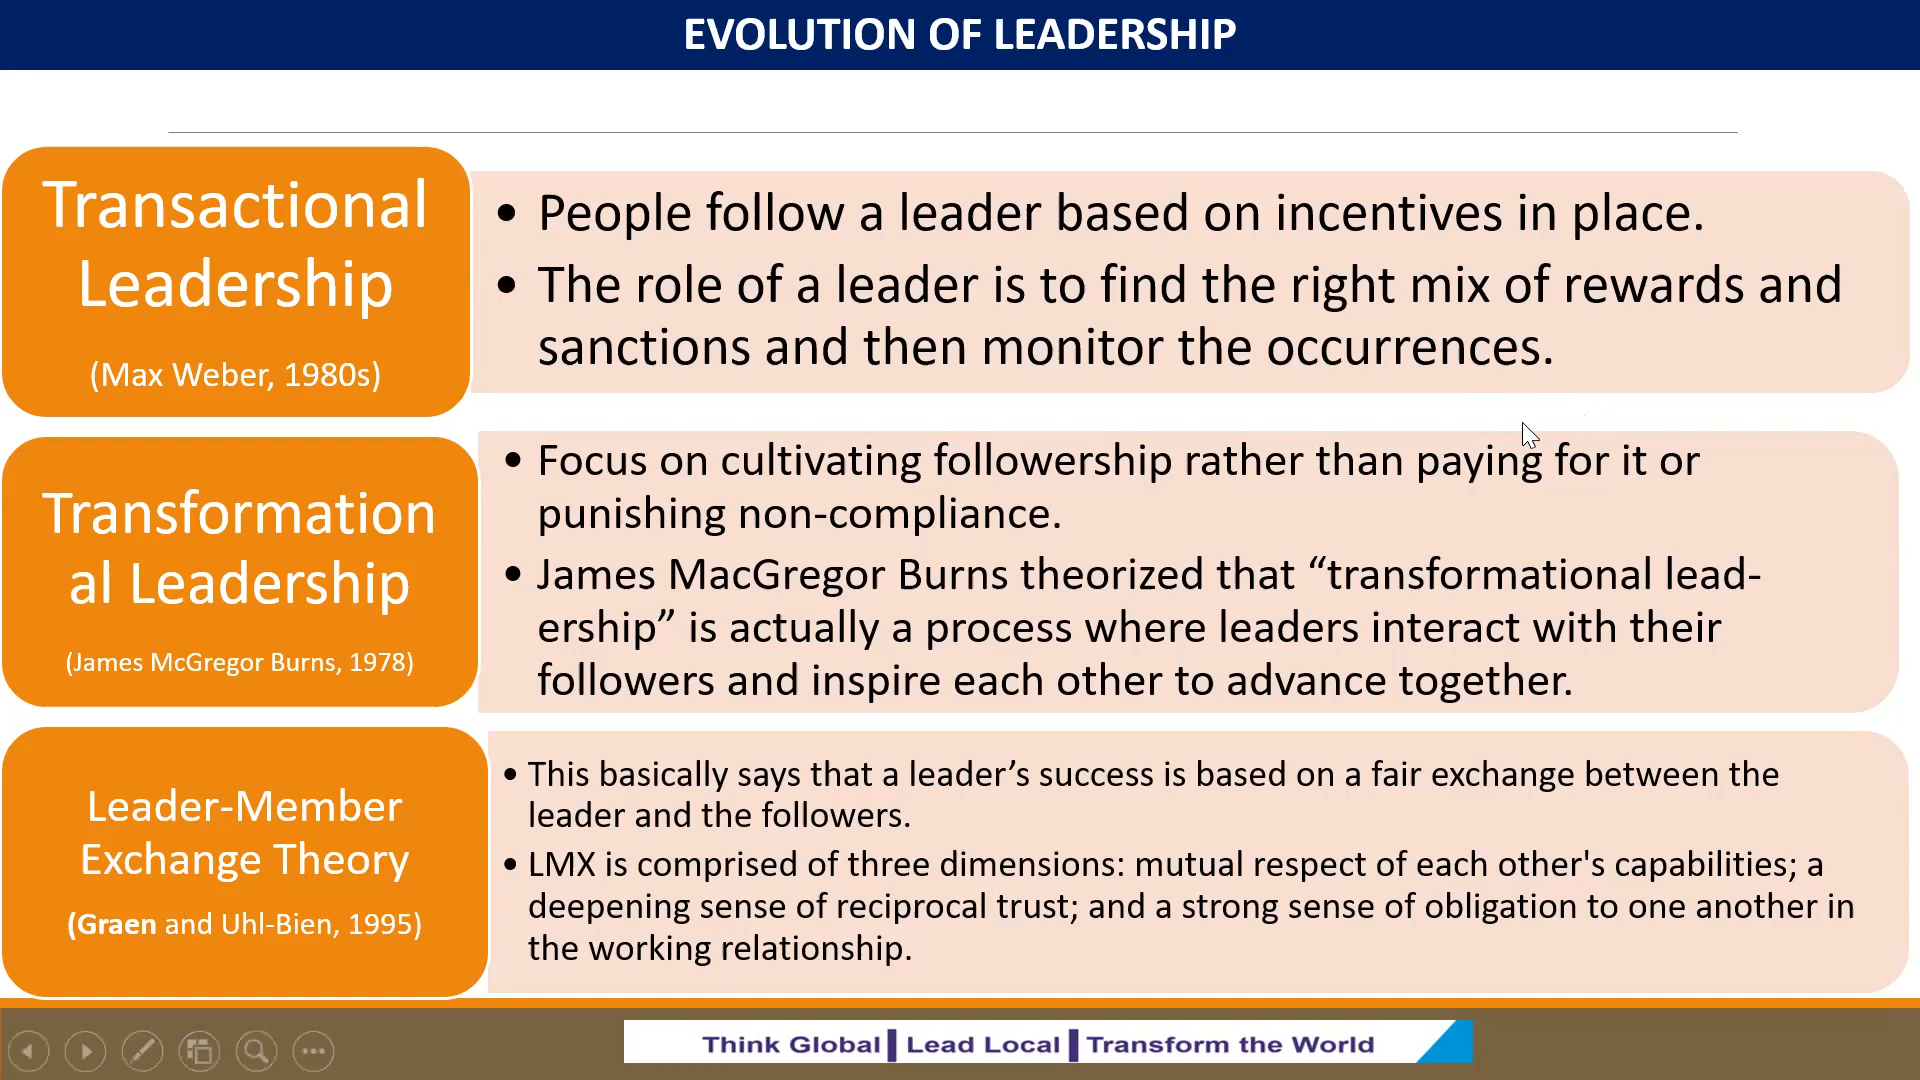 EVOLUTION OF LEADERSHIP
Transactional
Leadership
(Max Weber, 1980s)
• People follow a leader based on incentives in place.
• The role of a leader is to find the right mix of rewards and
sanctions and then monitor the occurrences.
Transformation
al Leadership
(James McGregor Burns, 1978)
• Focus on cultivating followership rather than paying for it or
punishing non-compliance.
• James MacGregor Burns theorized that “transformational lead-
ership” is actually a process where leaders interact with their
followers and inspire each other to advance together.
Leader-Member
Exchange Theory
(Graen and Uhl-Bien, 1995)
• This basically says that a leader’s success is based on a fair exchange between the
leader and the followers.
• LMX is comprised of three dimensions: mutual respect of each other's capabilities; a
deepening sense of reciprocal trust; and a strong sense of obligation to one another in
the working relationship.
Think Global | Lead Local | Transform the World